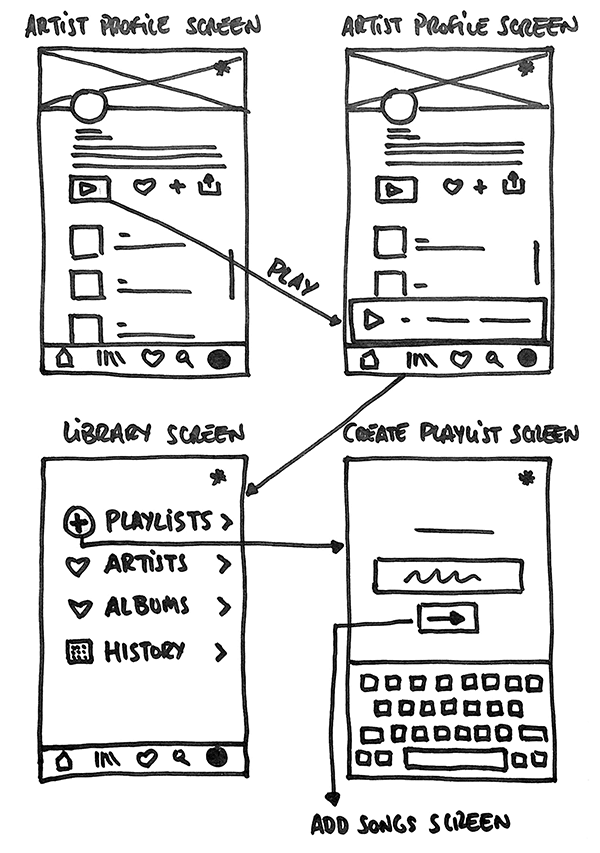 ARTIST PROFILE SCREEN
ARTIST PROFILE SCREEN
PLAY
LIBRARY SCREEN
CREATE PLAYLIST SCREEN
PLAYLISTS >
ARTISTS >
ALBUMS >
HISTORY >
ADD SONGS SCREEN